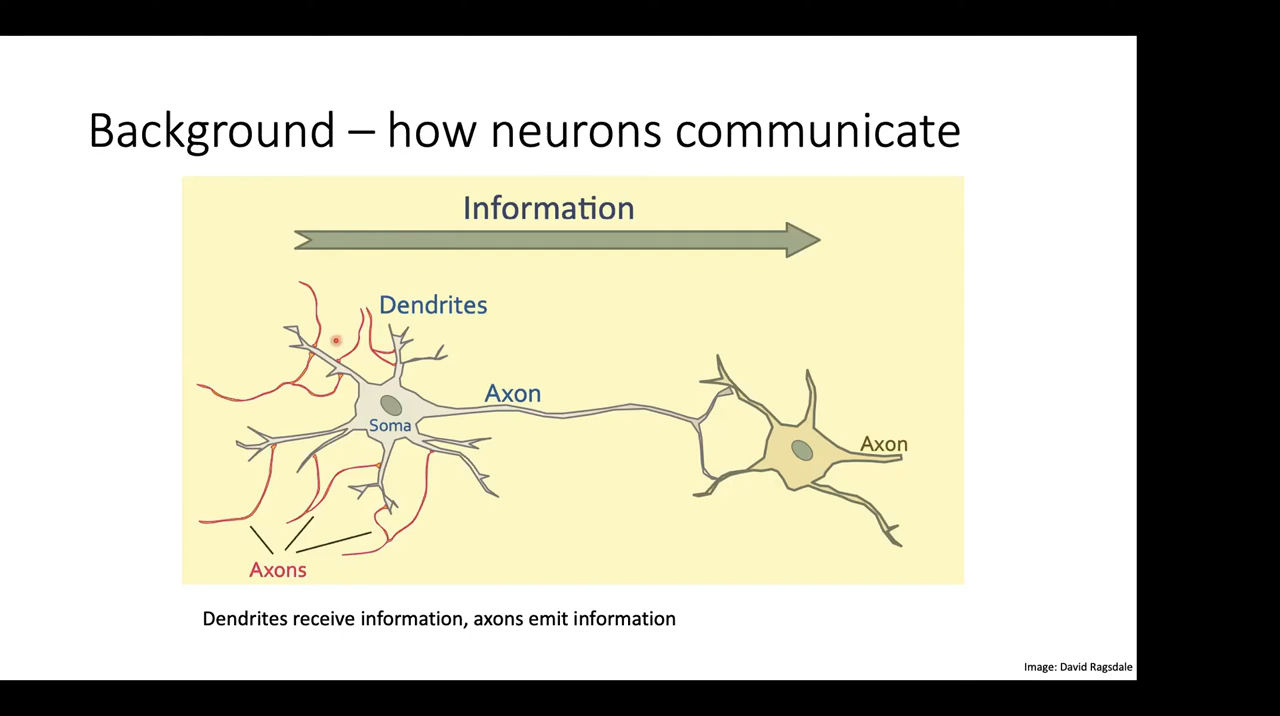 Background – how neurons communicate
Information
Dendrites
Axon
Soma
Axon
Axons
Dendrites receive information, axons emit information
Image: David Ragsdale